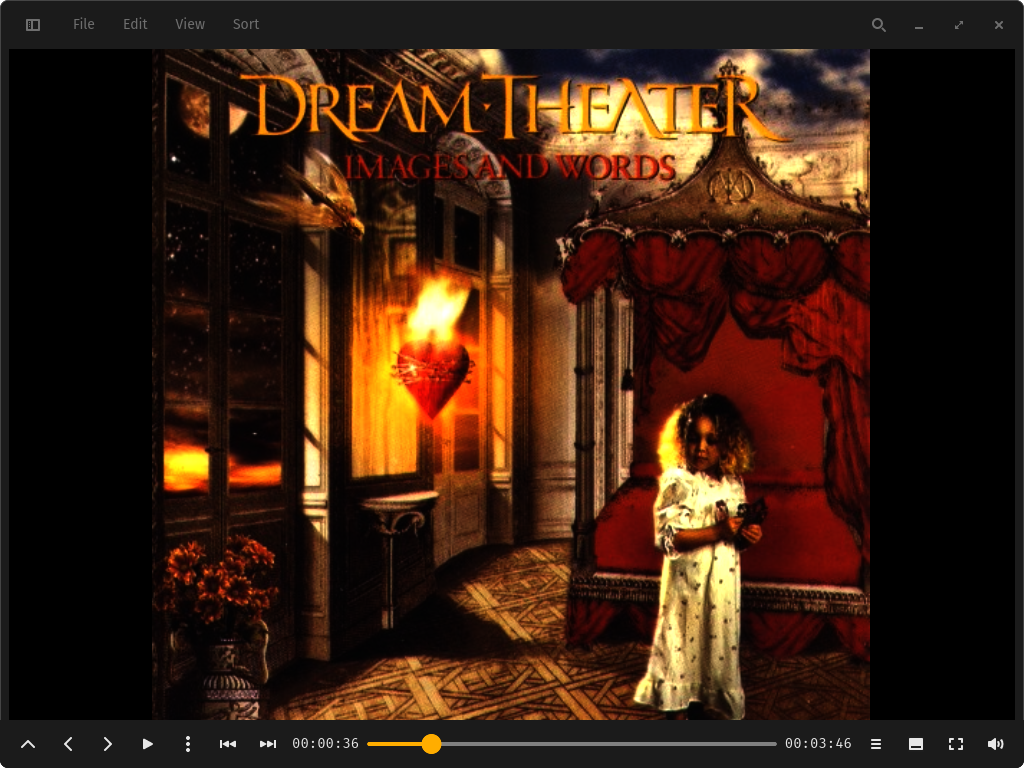 File Edit View Sort
DREAM THEATER
IMAGES AND WORDS
00:00:36 00:03:46